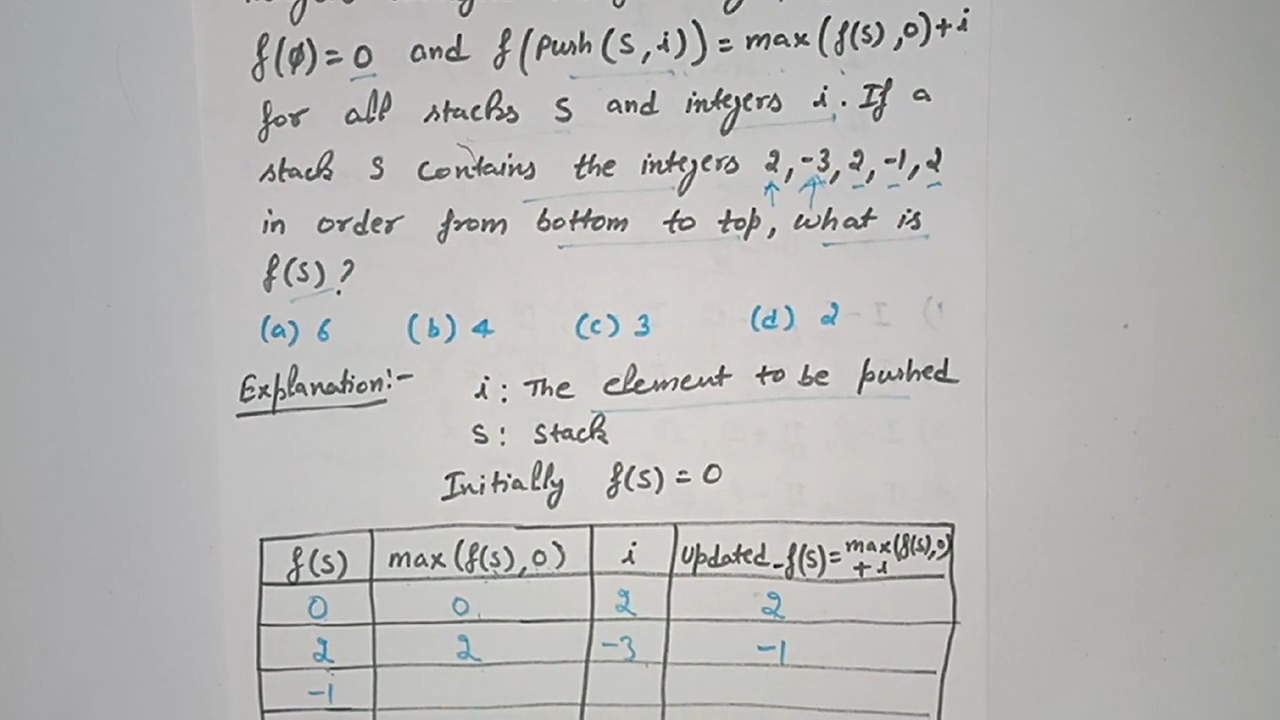 f(φ)=0 and f(Push(S,i))=max(f(S),0)+i
for all stacks S and integers i. If a
stack S contains the integers 2,-3,2,-1,2
in order from bottom to top, what is
f(S)?
(a) 6 (b) 4 (c) 3 (d) 2
Explanation:- i: The element to be pushed
S: Stack
Initially f(S) = 0
f(S) max(f(S),0) i Updated_f(S)=max(f(S),0)+i
0 0 2 2
2 2 -3 -1
-1